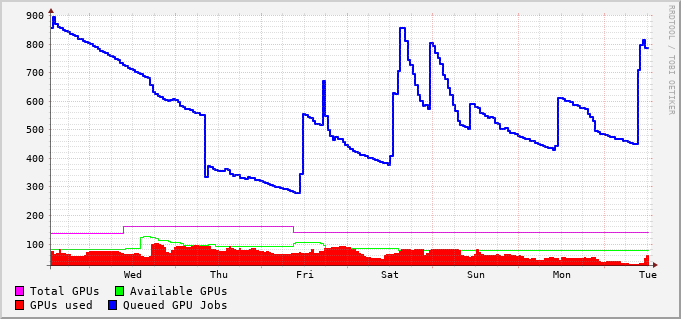 900
800
700
600
500
400
300
200
100
Wed Thu Fri Sat Sun Mon Tue
Total GPUs Available GPUs
GPUs used Queued GPU Jobs
RRDTOOL / TOBI OETIKER